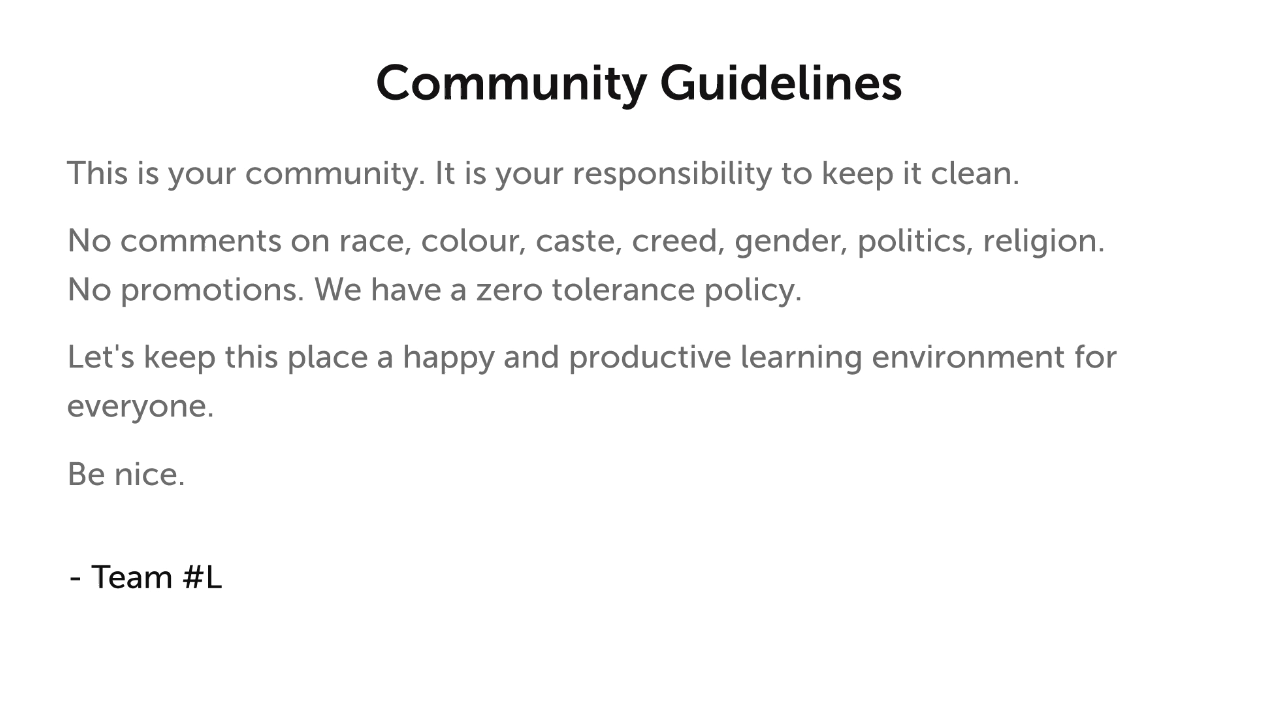 Community Guidelines
This is your community. It is your responsibility to keep it clean.
No comments on race, colour, caste, creed, gender, politics, religion.
No promotions. We have a zero tolerance policy.
Let's keep this place a happy and productive learning environment for
everyone.
Be nice.
- Team #L